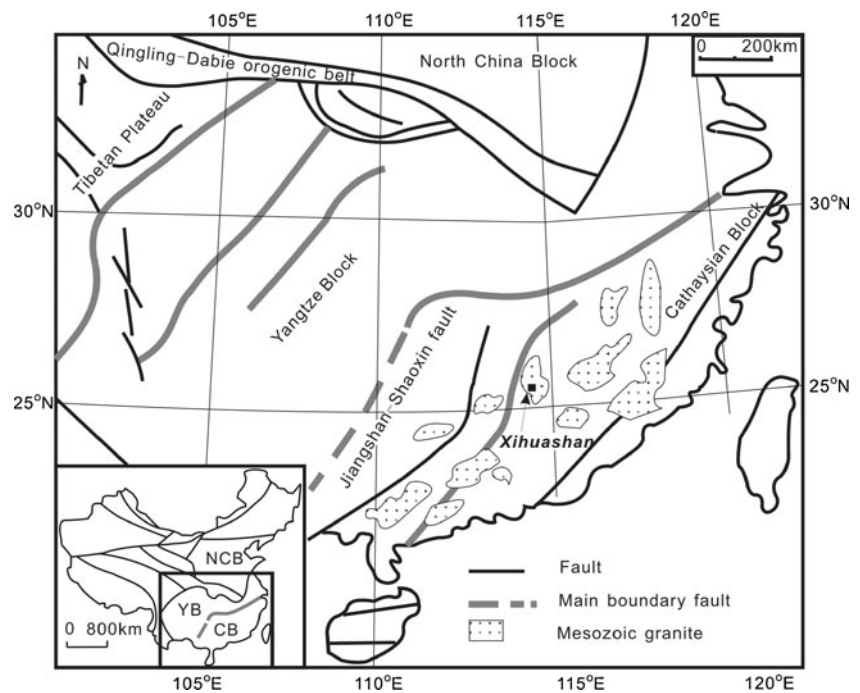 105°E
110°E
115°E
120°E
Qingling-Dabie orogenic belt
North China Block
0 200km
N
Tibetan Plateau
30°N
30°N
Yangtze Block
Cathaysian Block
Jiangshan-Shaoxin fault
25°N
25°N
Xihuashan
NCB
YB
CB
0 800km
Fault
Main boundary fault
Mesozoic granite
105°E
110°E
115°E
120°E